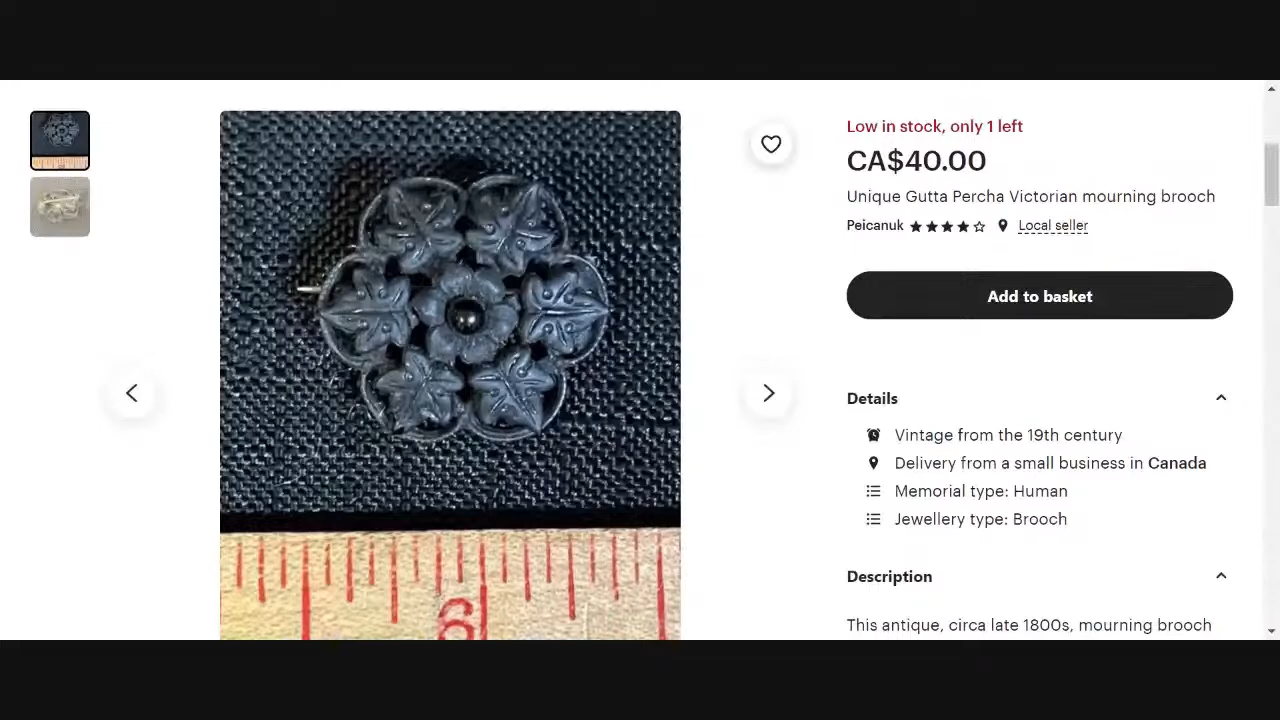 Low in stock, only 1 left
CA$40.00
Unique Gutta Percha Victorian mourning brooch
Peicanuk
Local seller
Add to basket
Details
Vintage from the 19th century
Delivery from a small business in Canada
Memorial type: Human
Jewellery type: Brooch
Description
This antique, circa late 1800s, mourning brooch
6